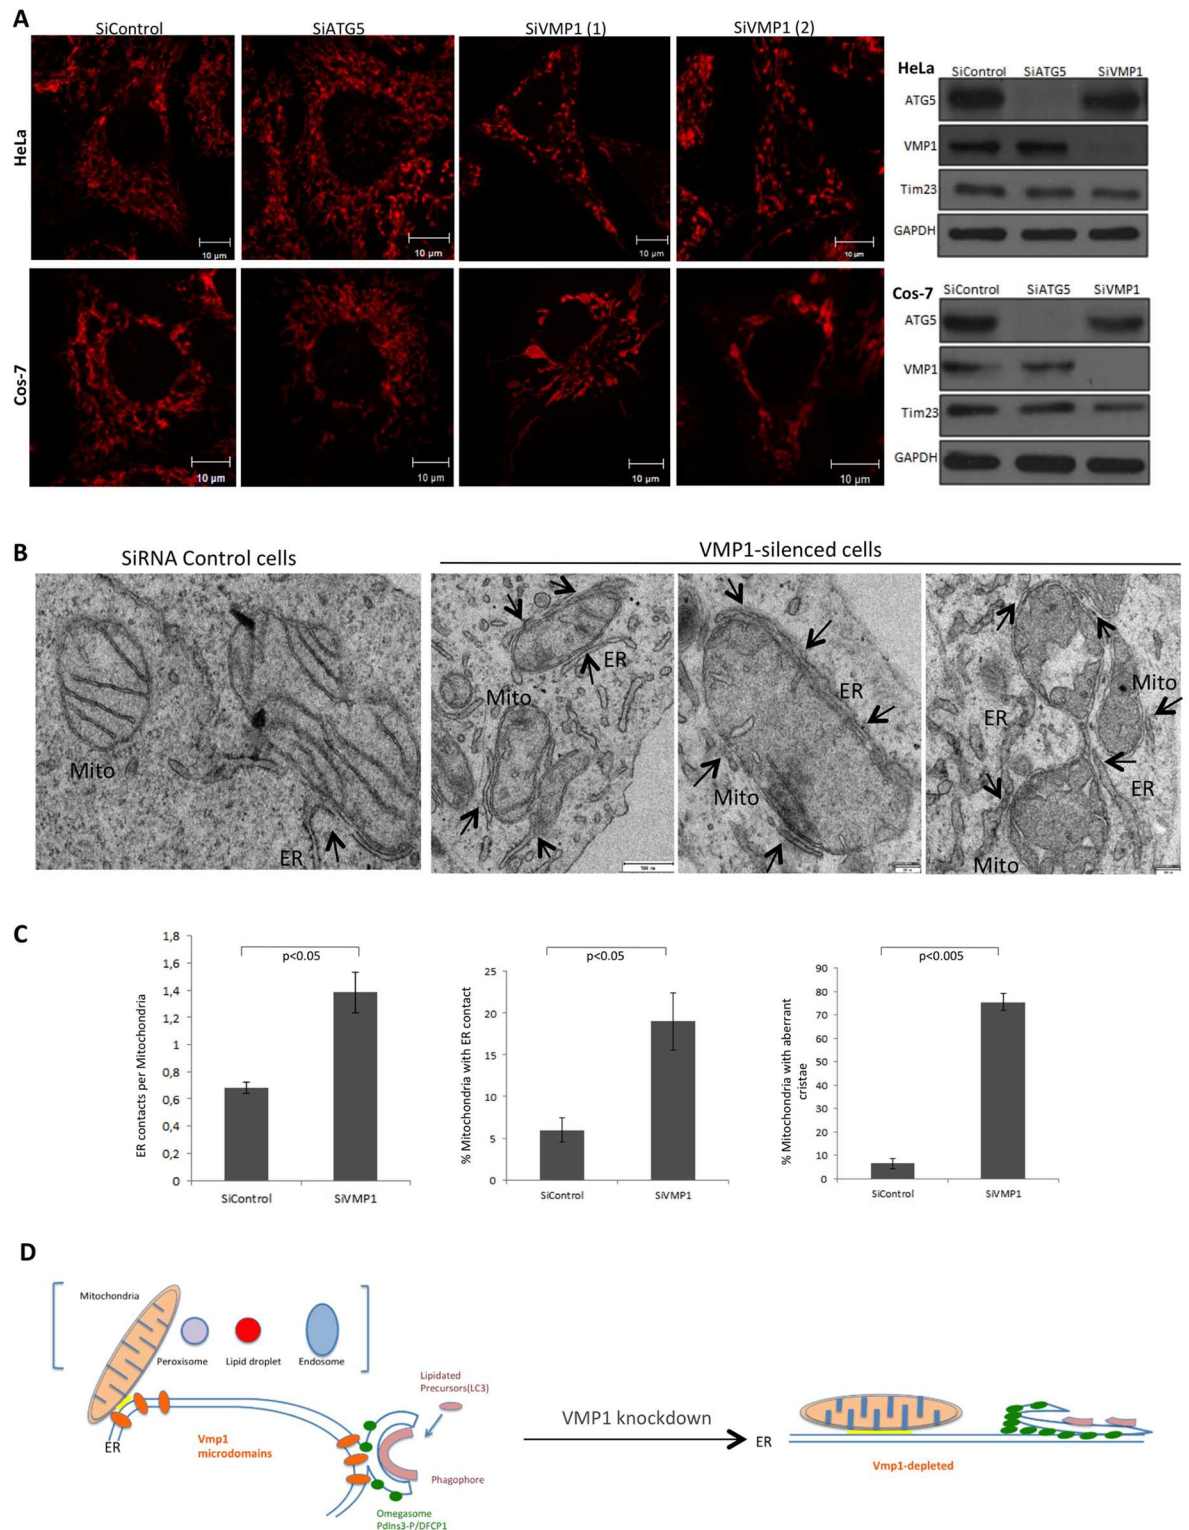 A
SiControl SiATG5 SiVMP1 (1) SiVMP1 (2)
HeLa
10 µm 10 µm 10 µm 10 µm
Cos-7
10 µm 10 µm 10 µm 10 µm
HeLa SiControl SiATG5 SiVMP1
ATG5
VMP1
Tim23
GAPDH
Cos-7 SiControl SiATG5 SiVMP1
ATG5
VMP1
Tim23
GAPDH
B
SiRNA Control cells VMP1-silenced cells
Mito
ER
ER
Mito
ER
Mito
Mito
ER
ER
Mito
C
ER contacts per Mitochondria
1,8
1,6
1,4
1,2
1
0,8
0,6
0,4
0,2
0
p<0.05
SiControl SiVMP1
% Mitochondria with ER contact
25
20
15
10
5
0
p<0.05
SiControl SiVMP1
% Mitochondria with aberrant
cristae
90
80
70
60
50
40
30
20
10
0
p<0.005
SiControl SiVMP1
D
Mitochondria
Peroxisome Lipid droplet Endosome
ER
Vmp1
microdomains
Lipidated
Precursors(LC3)
Phagophore
Omegasome
PdIns3-P/DFCP1
VMP1 knockdown
ER
Vmp1-depleted